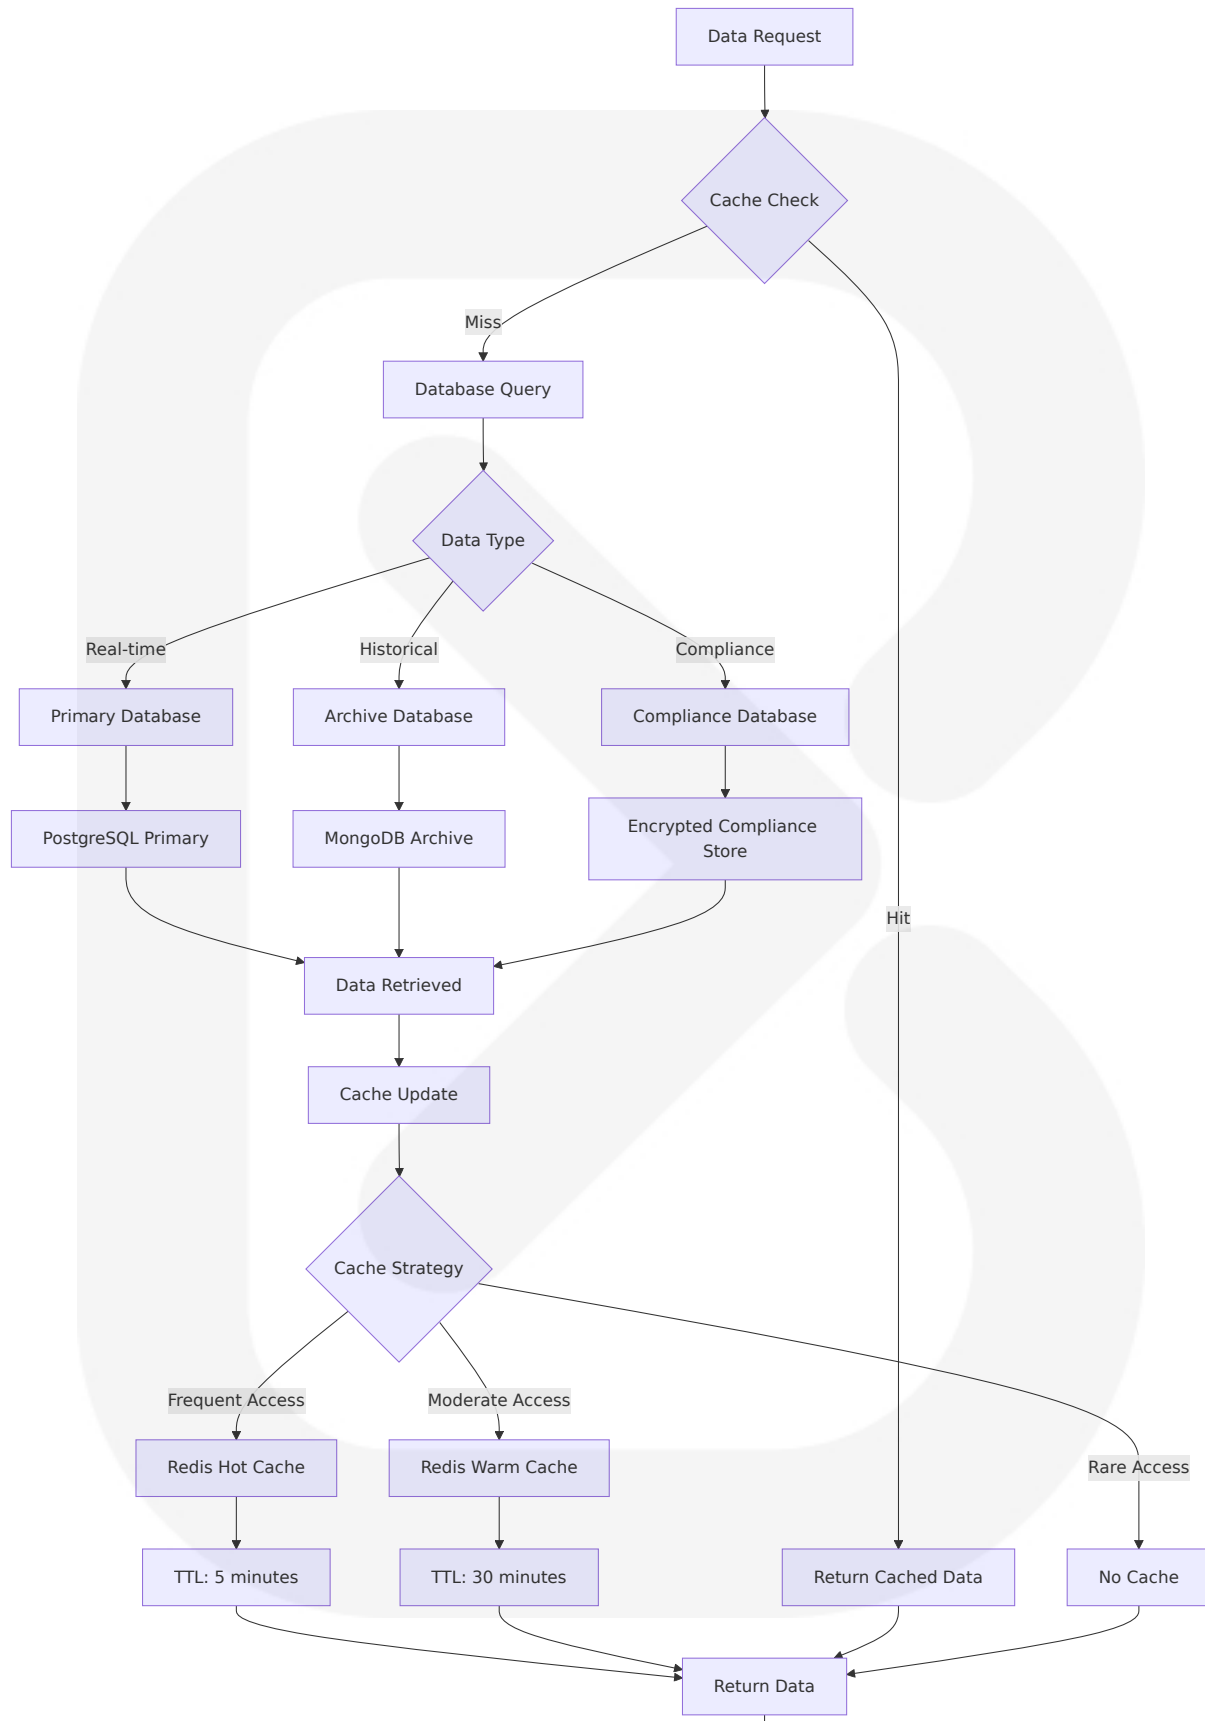 Data Request
Cache Check
Miss
Database Query
Data Type
Real-time
Historical
Compliance
Primary Database
Archive Database
Compliance Database
PostgreSQL Primary
MongoDB Archive
Encrypted Compliance
Store
Hit
Data Retrieved
Cache Update
Cache Strategy
Frequent Access
Moderate Access
Rare Access
Redis Hot Cache
Redis Warm Cache
TTL: 5 minutes
TTL: 30 minutes
Return Cached Data
No Cache
Return Data